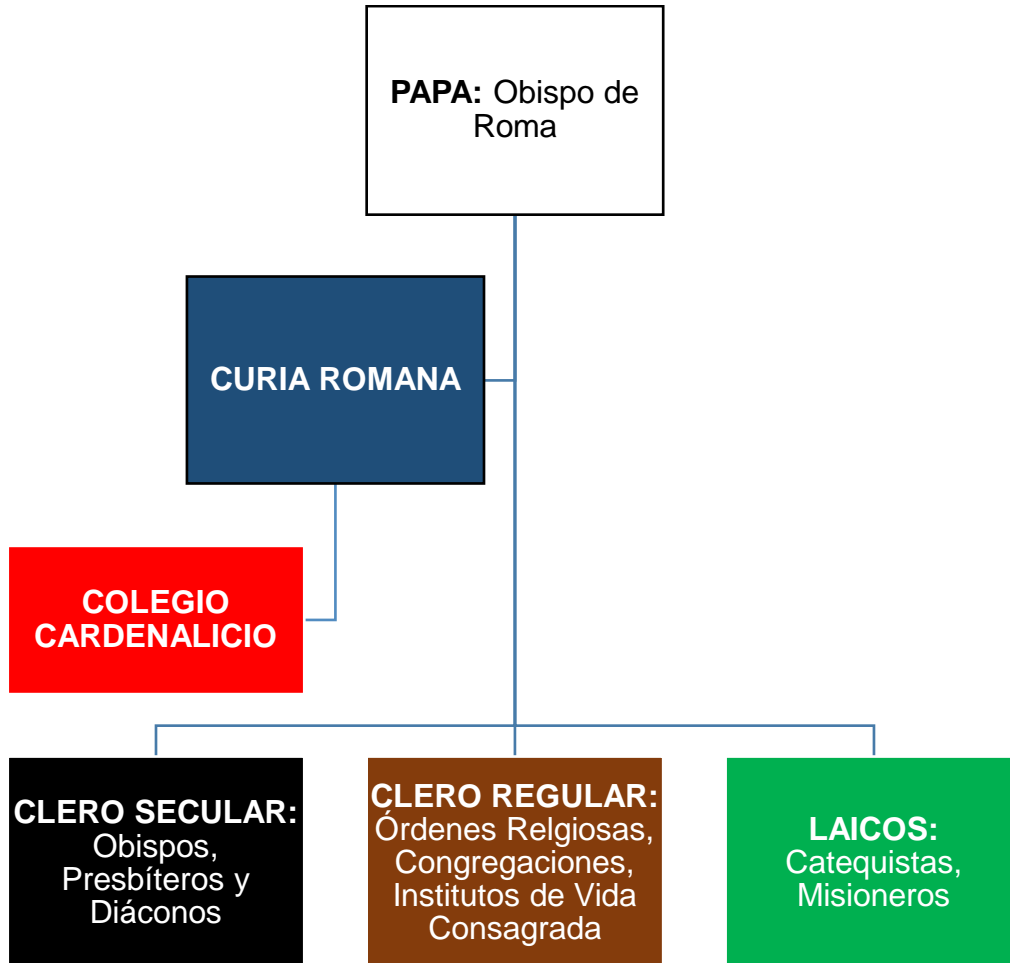 PAPA: Obispo de
Roma
CURIA ROMANA
COLEGIO
CARDENALICIO
CLERO SECULAR:
Obispos,
Presbíteros y
Diáconos
CLERO REGULAR:
Órdenes Relgiosas,
Congregaciones,
Institutos de Vida
Consagrada
LAICOS:
Catequistas,
Misioneros